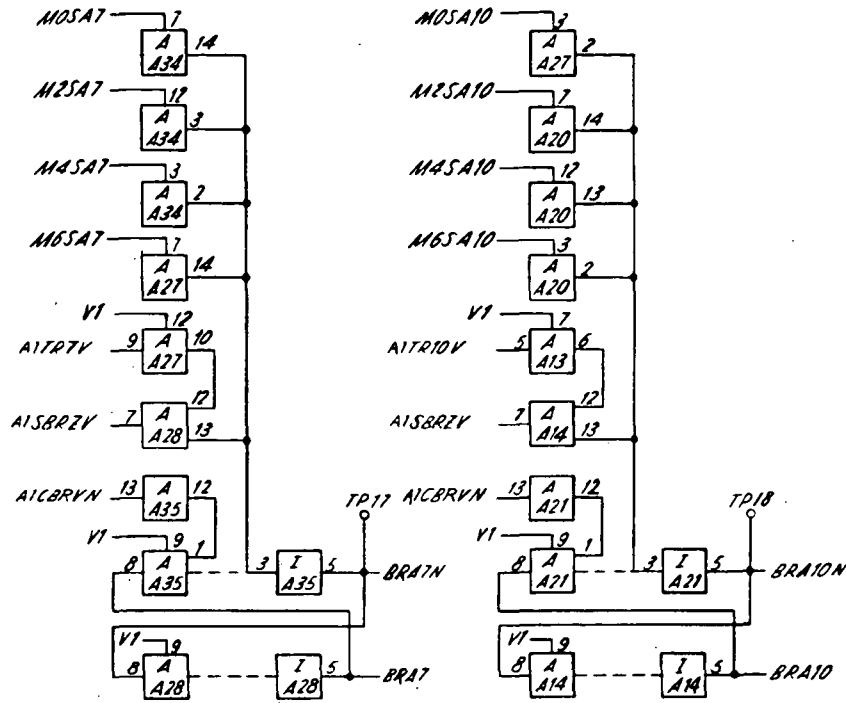 M0SA7 7
A
A34
14
M2SA7 12
A
A34
3
M4SA7 3
A
A34
2
M6SA7 7
A
A27
14
V1 12
A1TR7V 9
A
A27
10
12
A1SBRZV 7
A
A28
13
A1CBRVN 13
A
A35
12
V1 9
1
8
A
A35
3
I
A35
5
TP17
BRA7N
V1 9
8
A
A28
I
A28
5
BRA7
M0SA10 3
A
A27
2
M2SA10 7
A
A20
14
M4SA10 12
A
A20
13
M6SA10 3
A
A20
2
V1 7
A1TR10V 5
A
A13
6
12
A1SBRZV 7
A
A14
13
A1CBRVN 13
A
A21
12
V1 9
1
8
A
A21
3
I
A21
5
TP18
BRA10N
V1 9
8
A
A14
I
A14
5
BRA10